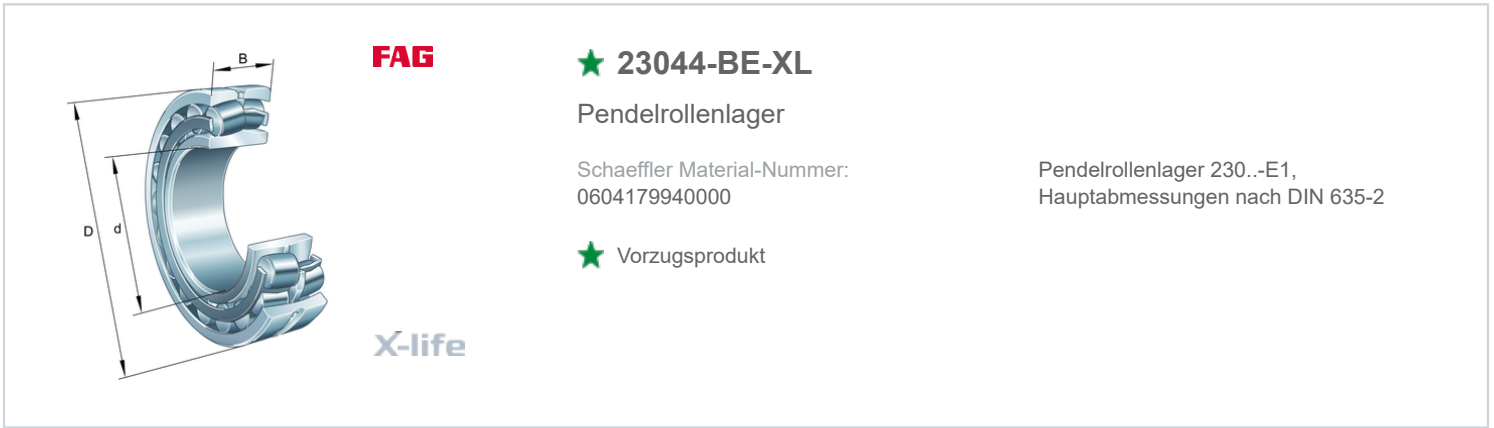 FAG
B
D
d
X-life
23044-BE-XL
Pendelrollenlager
Schaeffler Material-Nummer:
0604179940000
Vorzugsprodukt
Pendelrollenlager 230..-E1,
Hauptabmessungen nach DIN 635-2